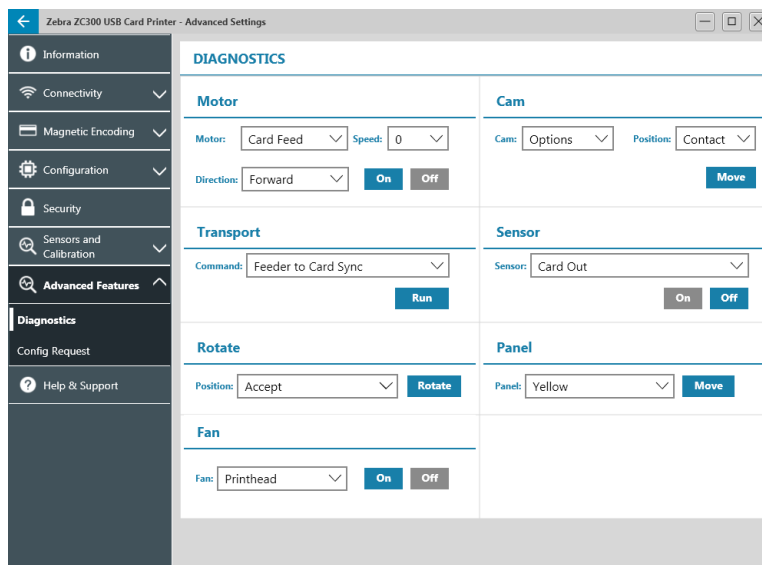 Zebra ZC300 USB Card Printer - Advanced Settings
Information
Connectivity
Magnetic Encoding
Configuration
Security
Sensors and
Calibration
Advanced Features
Diagnostics
Config Request
Help & Support
DIAGNOSTICS
Motor
Motor: Card Feed Speed: 0
Direction: Forward On Off
Cam
Cam: Options Position: Contact
Move
Transport
Command: Feeder to Card Sync
Run
Sensor
Sensor: Card Out
On Off
Rotate
Position: Accept Rotate
Panel
Panel: Yellow Move
Fan
Fan: Printhead On Off